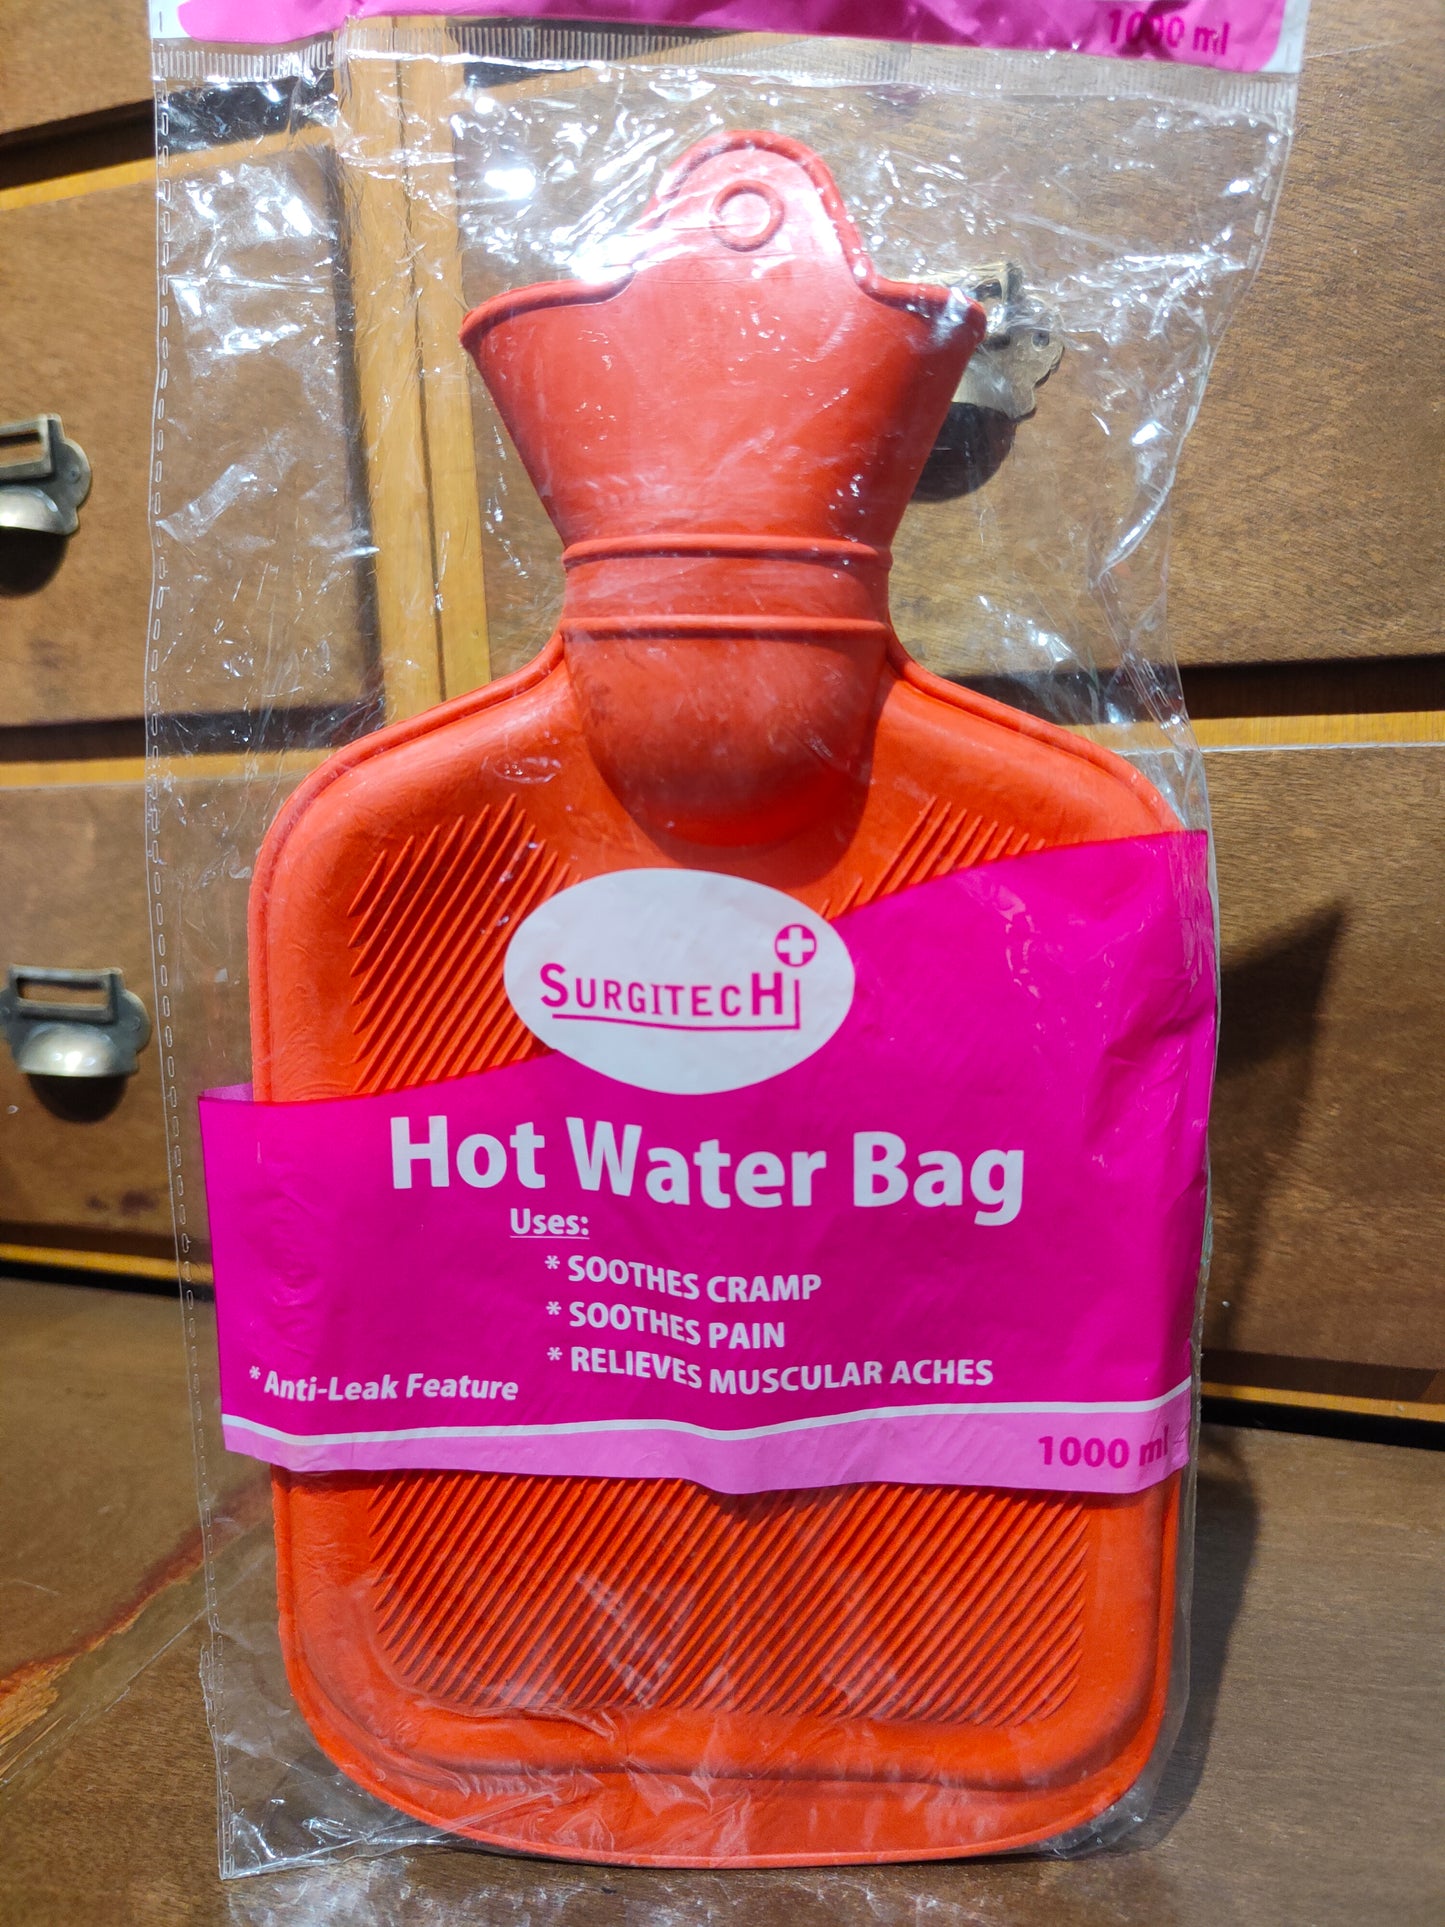 1000 ml
SURGITECH
Hot Water Bag
Uses:
* SOOTHES CRAMP
* SOOTHES PAIN
* RELIEVES MUSCULAR ACHES
* Anti-Leak Feature
1000 ml